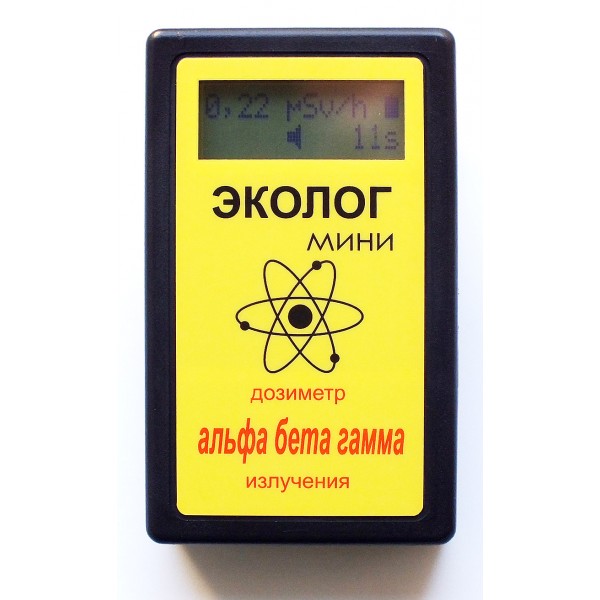 0,22 µSv/h
11s
ЭКОЛОГ
мини
дозиметр
альфа бета гамма
излучения